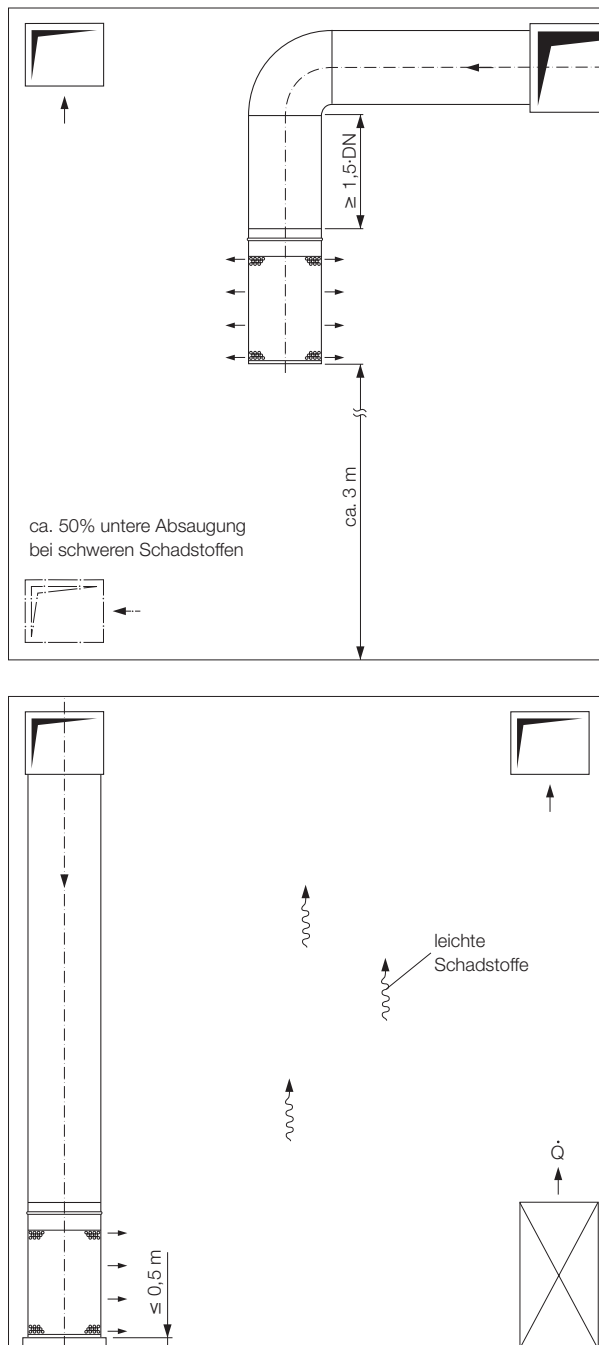 ≥ 1,5·DN
ca. 3 m
ca. 50% untere Absaugung
bei schweren Schadstoffen
leichte
Schadstoffe
Q̇
≤ 0,5 m